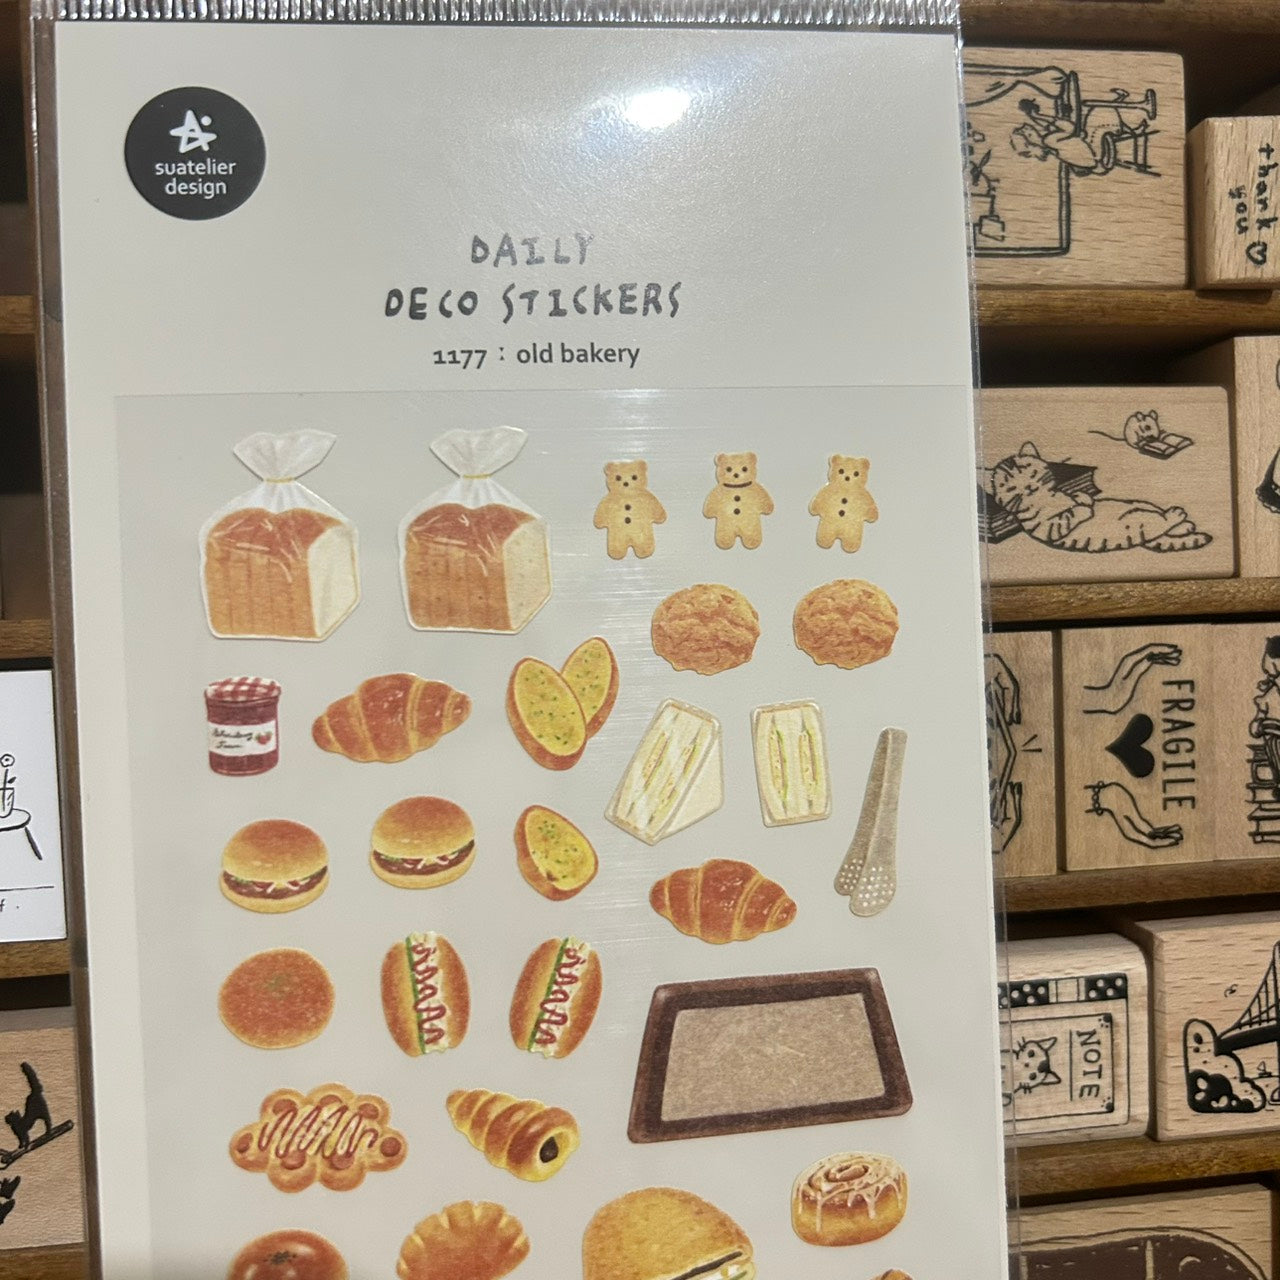 suatelier
design
DAILY
DECO STICKERS
1177 : old bakery
thank
you
FRAGILE
NOTE